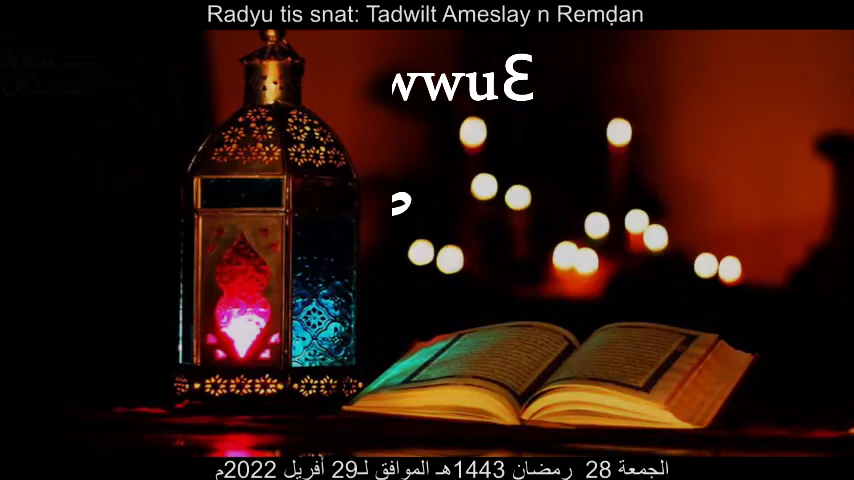 Radyu tis snat: Tadwilt Ameslay n Remḍan
الجمعة 28 رمضان 1443هـ الموافق لـ29 أفريل 2022م